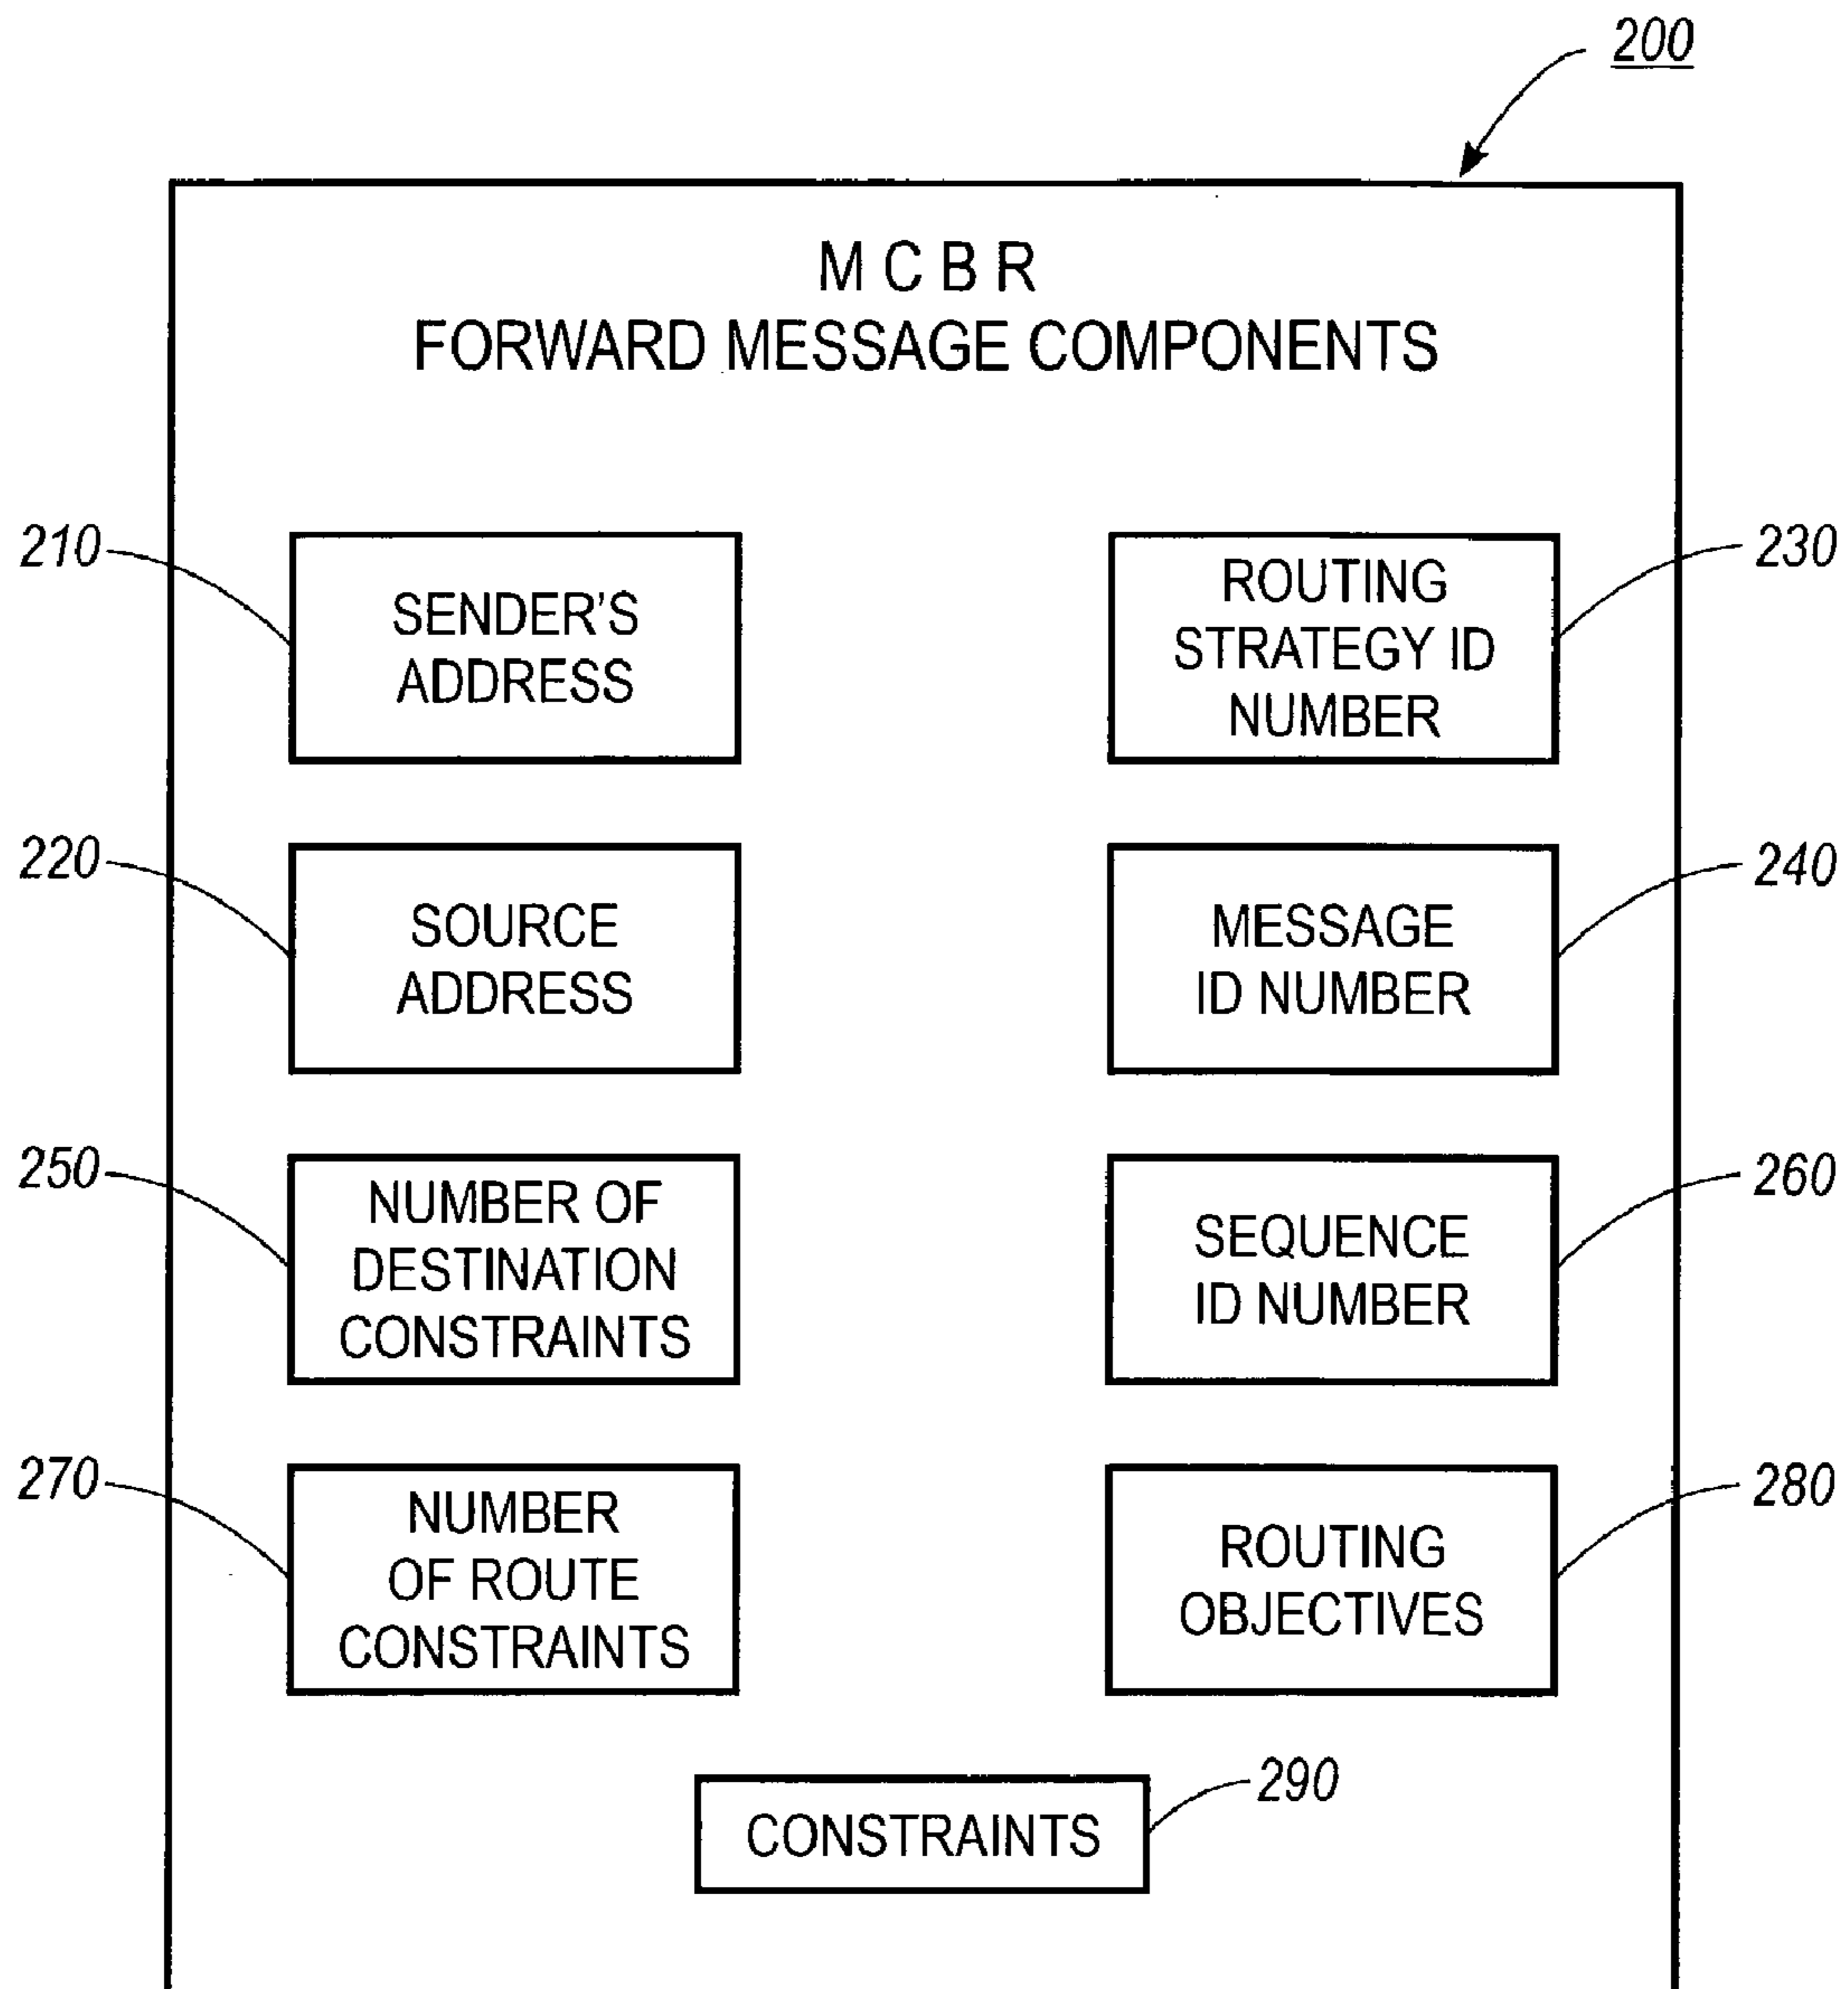 200
M C B R
FORWARD MESSAGE COMPONENTS
210
SENDER'S
ADDRESS
ROUTING
STRATEGY ID
NUMBER
230
220
SOURCE
ADDRESS
MESSAGE
ID NUMBER
240
250
NUMBER OF
DESTINATION
CONSTRAINTS
SEQUENCE
ID NUMBER
260
270
NUMBER
OF ROUTE
CONSTRAINTS
ROUTING
OBJECTIVES
280
CONSTRAINTS
290